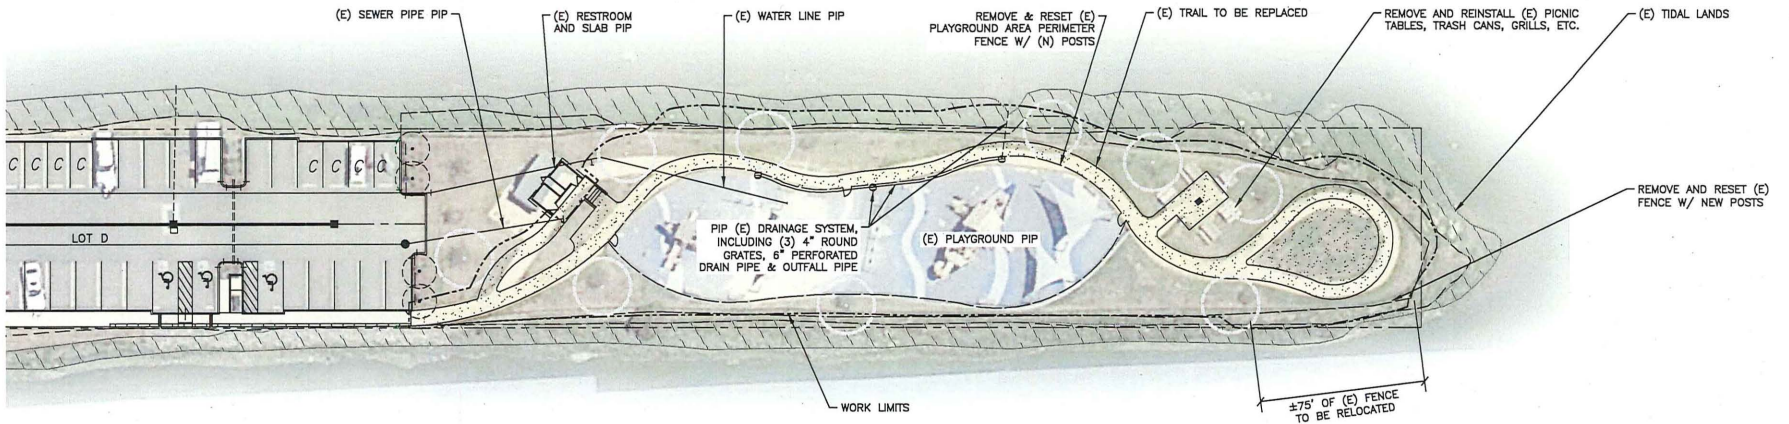 (E) SEWER PIPE PIP
(E) RESTROOM
AND SLAB PIP
(E) WATER LINE PIP
REMOVE & RESET (E)
PLAYGROUND AREA PERIMETER
FENCE W/ (N) POSTS
(E) TRAIL TO BE REPLACED
REMOVE AND REINSTALL (E) PICNIC
TABLES, TRASH CANS, GRILLS, ETC.
(E) TIDAL LANDS
C C C C
C C C C
REMOVE AND RESET (E)
FENCE W/ NEW POSTS
LOT D
PIP (E) DRAINAGE SYSTEM,
INCLUDING (3) 4" ROUND
GRATES, 6" PERFORATED
DRAIN PIPE & OUTFALL PIPE
(E) PLAYGROUND PIP
WORK LIMITS
±75' OF (E) FENCE
TO BE RELOCATED